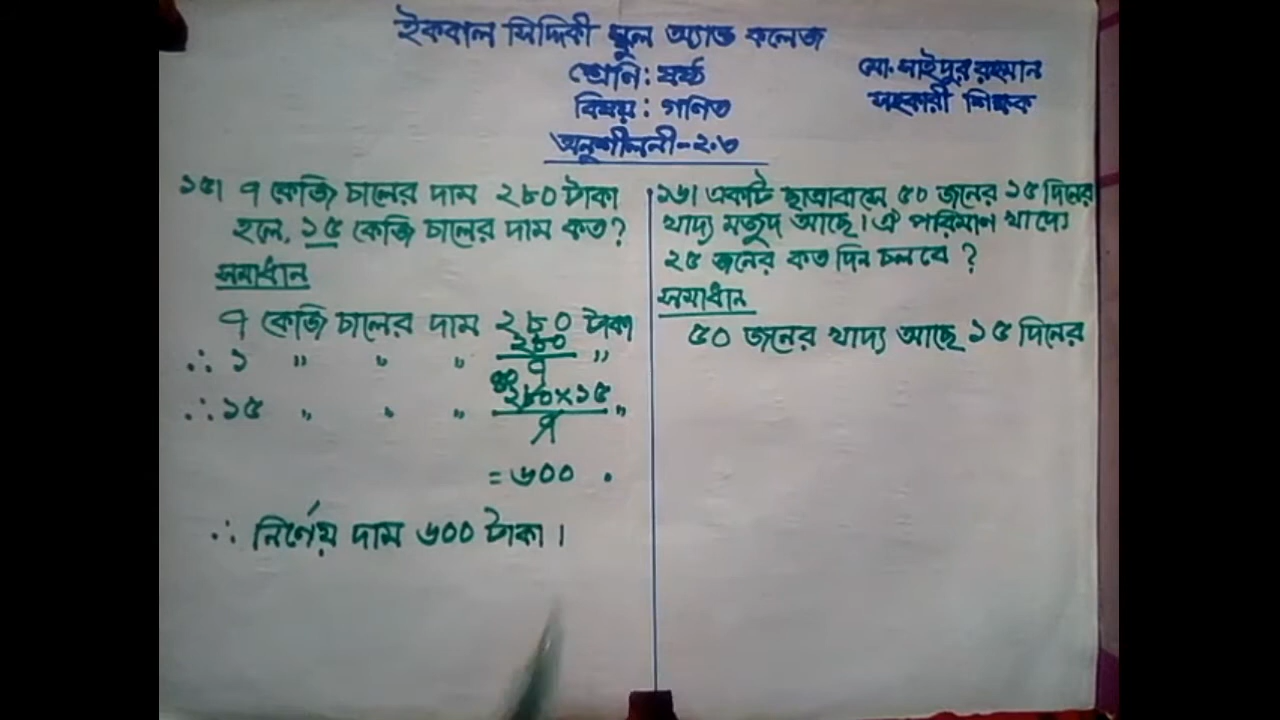 ইকবাল সিদ্দিকী স্কুল অ্যান্ড কলেজ
শ্রেণি: ষষ্ঠ
বিষয়: গণিত
অনুশীলনী-২.৩
মো. সাইদুর রহমান
সহকারী শিক্ষক
১৫। ৭ কেজি চালের দাম ২৮০ টাকা
হলে, ১৫ কেজি চালের দাম কত?
সমাধান
৭ কেজি চালের দাম ২৮০ টাকা
∴ ১ " " " ২৮০/৭ "
∴ ১৫ " " " ২৮০×১৫/৭ "
৪০
= ৬০০ "
∴ নির্ণেয় দাম ৬০০ টাকা।
১৬। একটি ছাত্রাবাসে ৫০ জনের ১৫ দিনের
খাদ্য মজুদ আছে। ঐ পরিমাণ খাদ্যে
২৫ জনের কত দিন চলবে ?
সমাধান
৫০ জনের খাদ্য আছে ১৫ দিনের